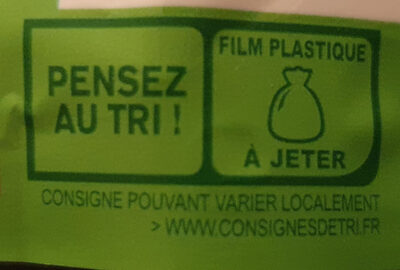 PENSEZ
AU TRI !
FILM PLASTIQUE
À JETER
CONSIGNE POUVANT VARIER LOCALEMENT
> WWW.CONSIGNESDETRI.FR